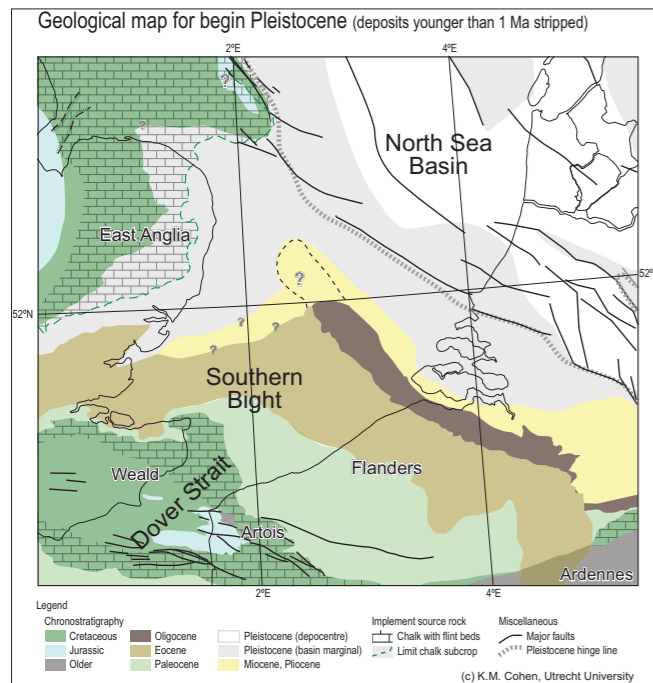 Geological map for begin Pleistocene (deposits younger than 1 Ma stripped)
2°E
4°E
?
?
North Sea
Basin
East Anglia
?
52°
52°N
?
?
?
Southern
Bight
Weald
Dover Strait
Flanders
Artois
Ardennes
2°E
4°E
Legend
Chronostratigraphy
Implement source rock
Miscellaneous
Cretaceous
Oligocene
Pleistocene (depocentre)
Chalk with flint beds
Major faults
Jurassic
Eocene
Pleistocene (basin marginal)
Limit chalk subcrop
Pleistocene hinge line
Older
Paleocene
Miocene, Pliocene
(c) K.M. Cohen, Utrecht University